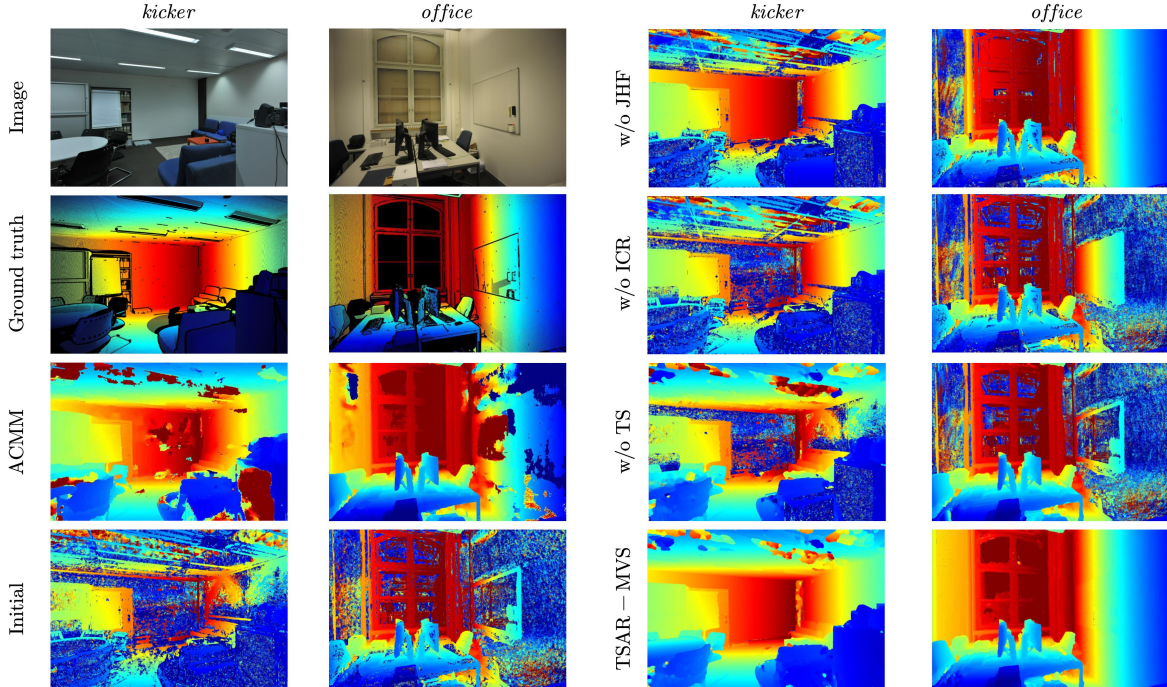 kicker office kicker office
Image
w/o JHF
Ground truth
w/o ICR
ACMM
w/o TS
Initial
TSAR − MVS